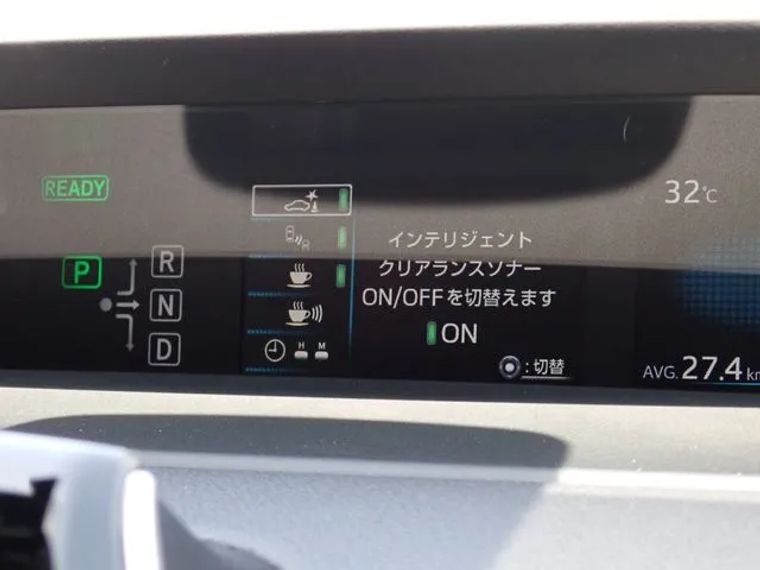 READY
32℃
インテリジェント
クリアランスソナー
ON/OFFを切替えます
ON
P
R
N
D
R
H M
:切替
AVG. 27.4 km